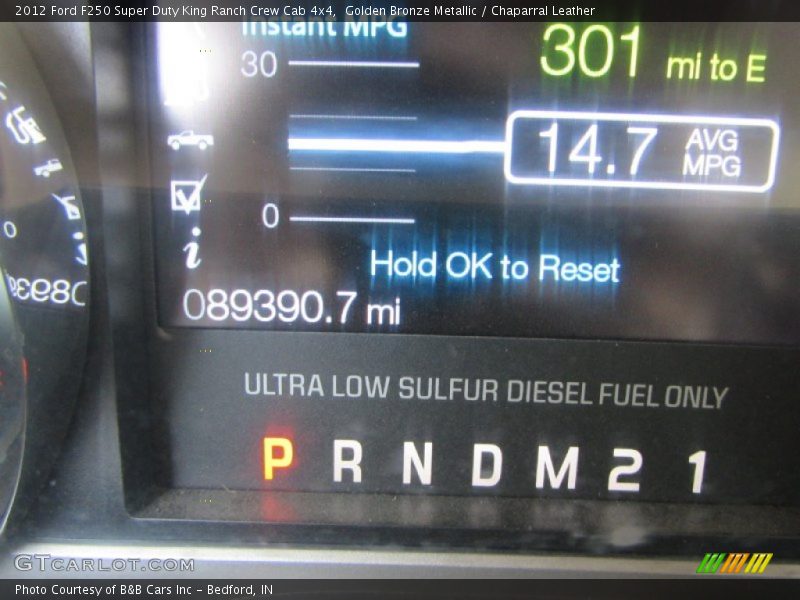 2012 Ford F250 Super Duty King Ranch Crew Cab 4x4,  Golden Bronze Metallic / Chaparral Leather
Instant MPG
301 mi to E
30
14.7 AVG MPG
0
Hold OK to Reset
089390.7 mi
ULTRA LOW SULFUR DIESEL FUEL ONLY
P R N D M 2 1
GTCARLOT.COM
Photo Courtesy of B&B Cars Inc - Bedford, IN